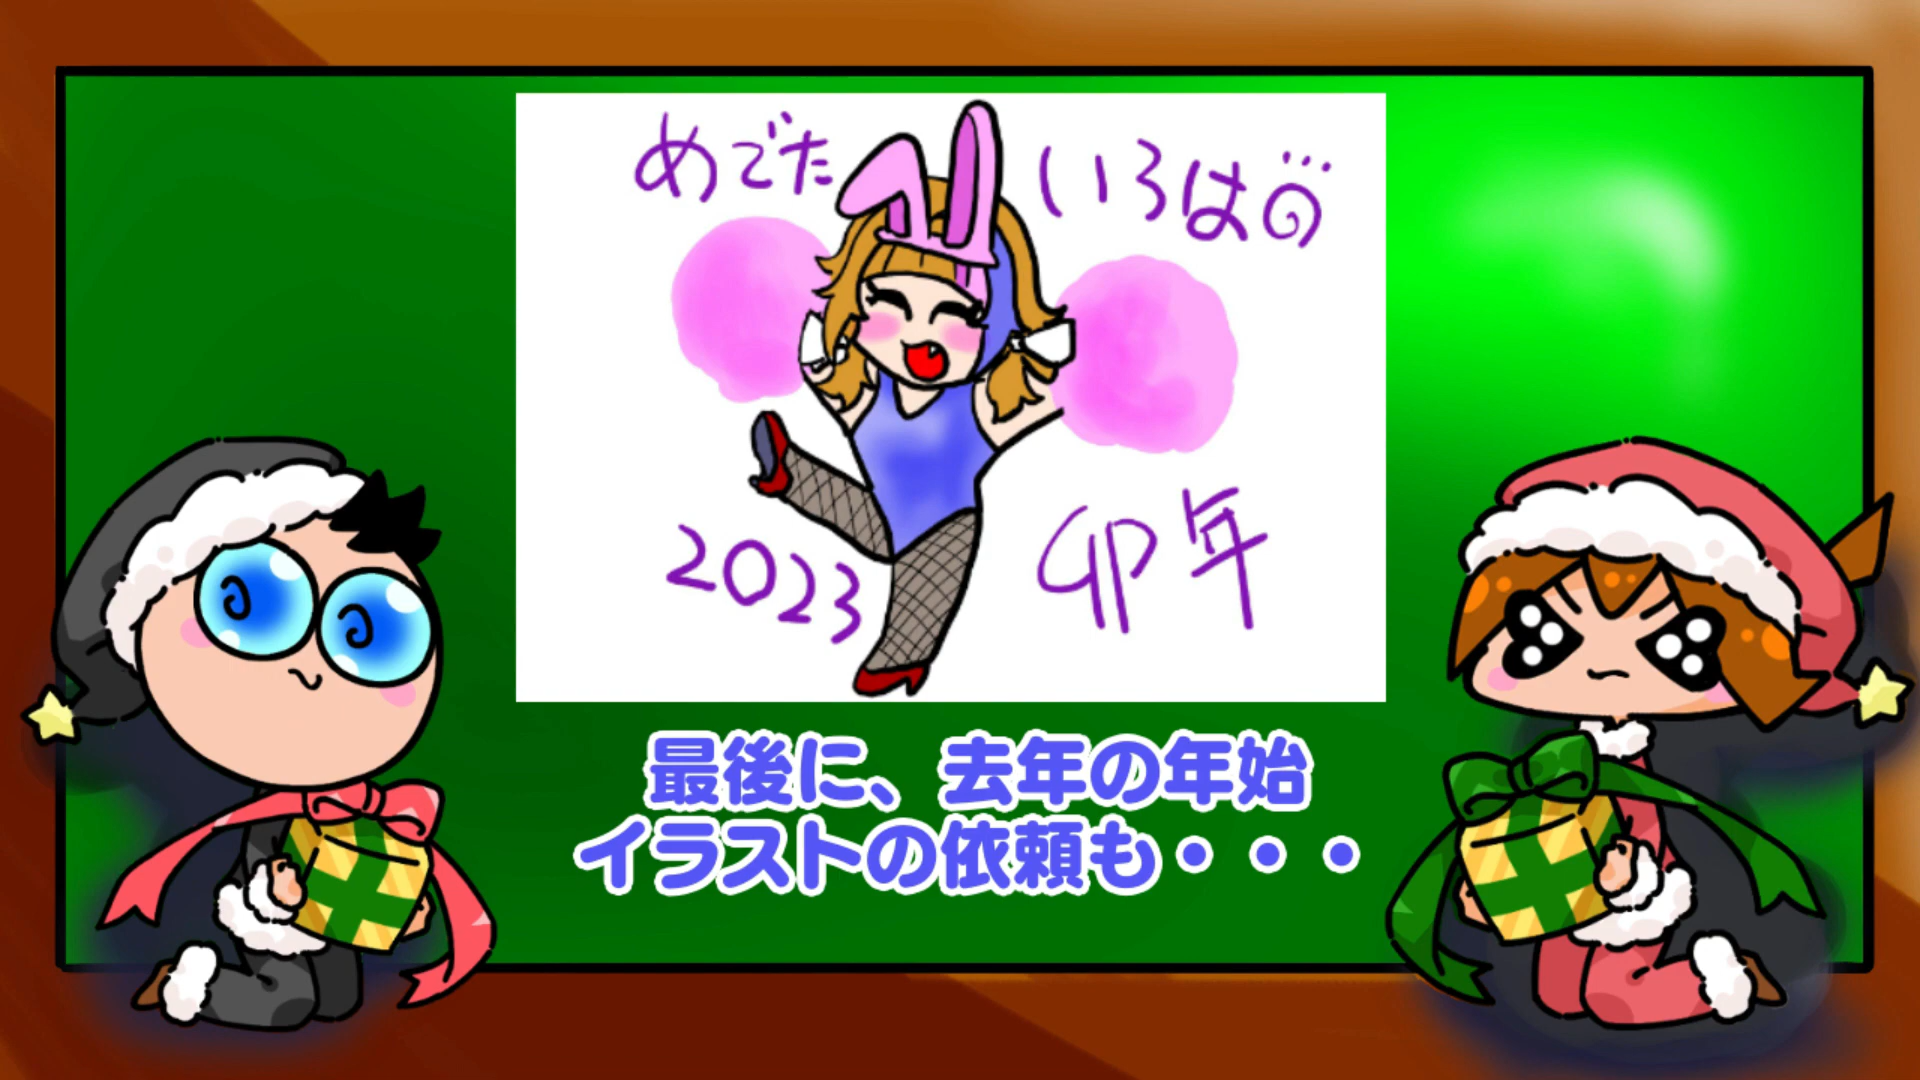 めでた いろは
2023 卯年
最後に、去年の年始
イラストの依頼も・・・